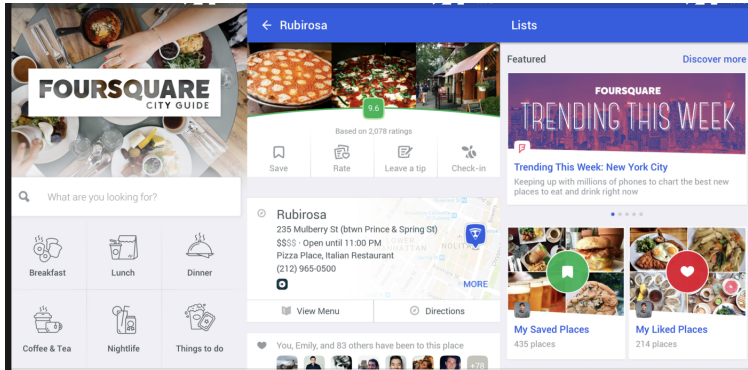 FOURSQUARE
CITY GUIDE
What are you looking for?
Breakfast
Lunch
Dinner
Coffee & Tea
Nightlife
Things to do
Rubirosa
9.6
Based on 2,078 ratings
Save
Rate
Leave a tip
Check-in
Rubirosa
235 Mulberry St (btwn Prince & Spring St)
$$$$ · Open until 11:00 PM
Pizza Place, Italian Restaurant
(212) 965-0500
LOWER
MANHATTAN
NOLITA
MORE
View Menu
Directions
You, Emily, and 83 others have been to this place
+78
Lists
Featured
Discover more
FOURSQUARE
TRENDING THIS WEEK
Trending This Week: New York City
Keeping up with millions of phones to chart the best new
places to eat and drink right now
My Saved Places
435 places
My Liked Places
214 places